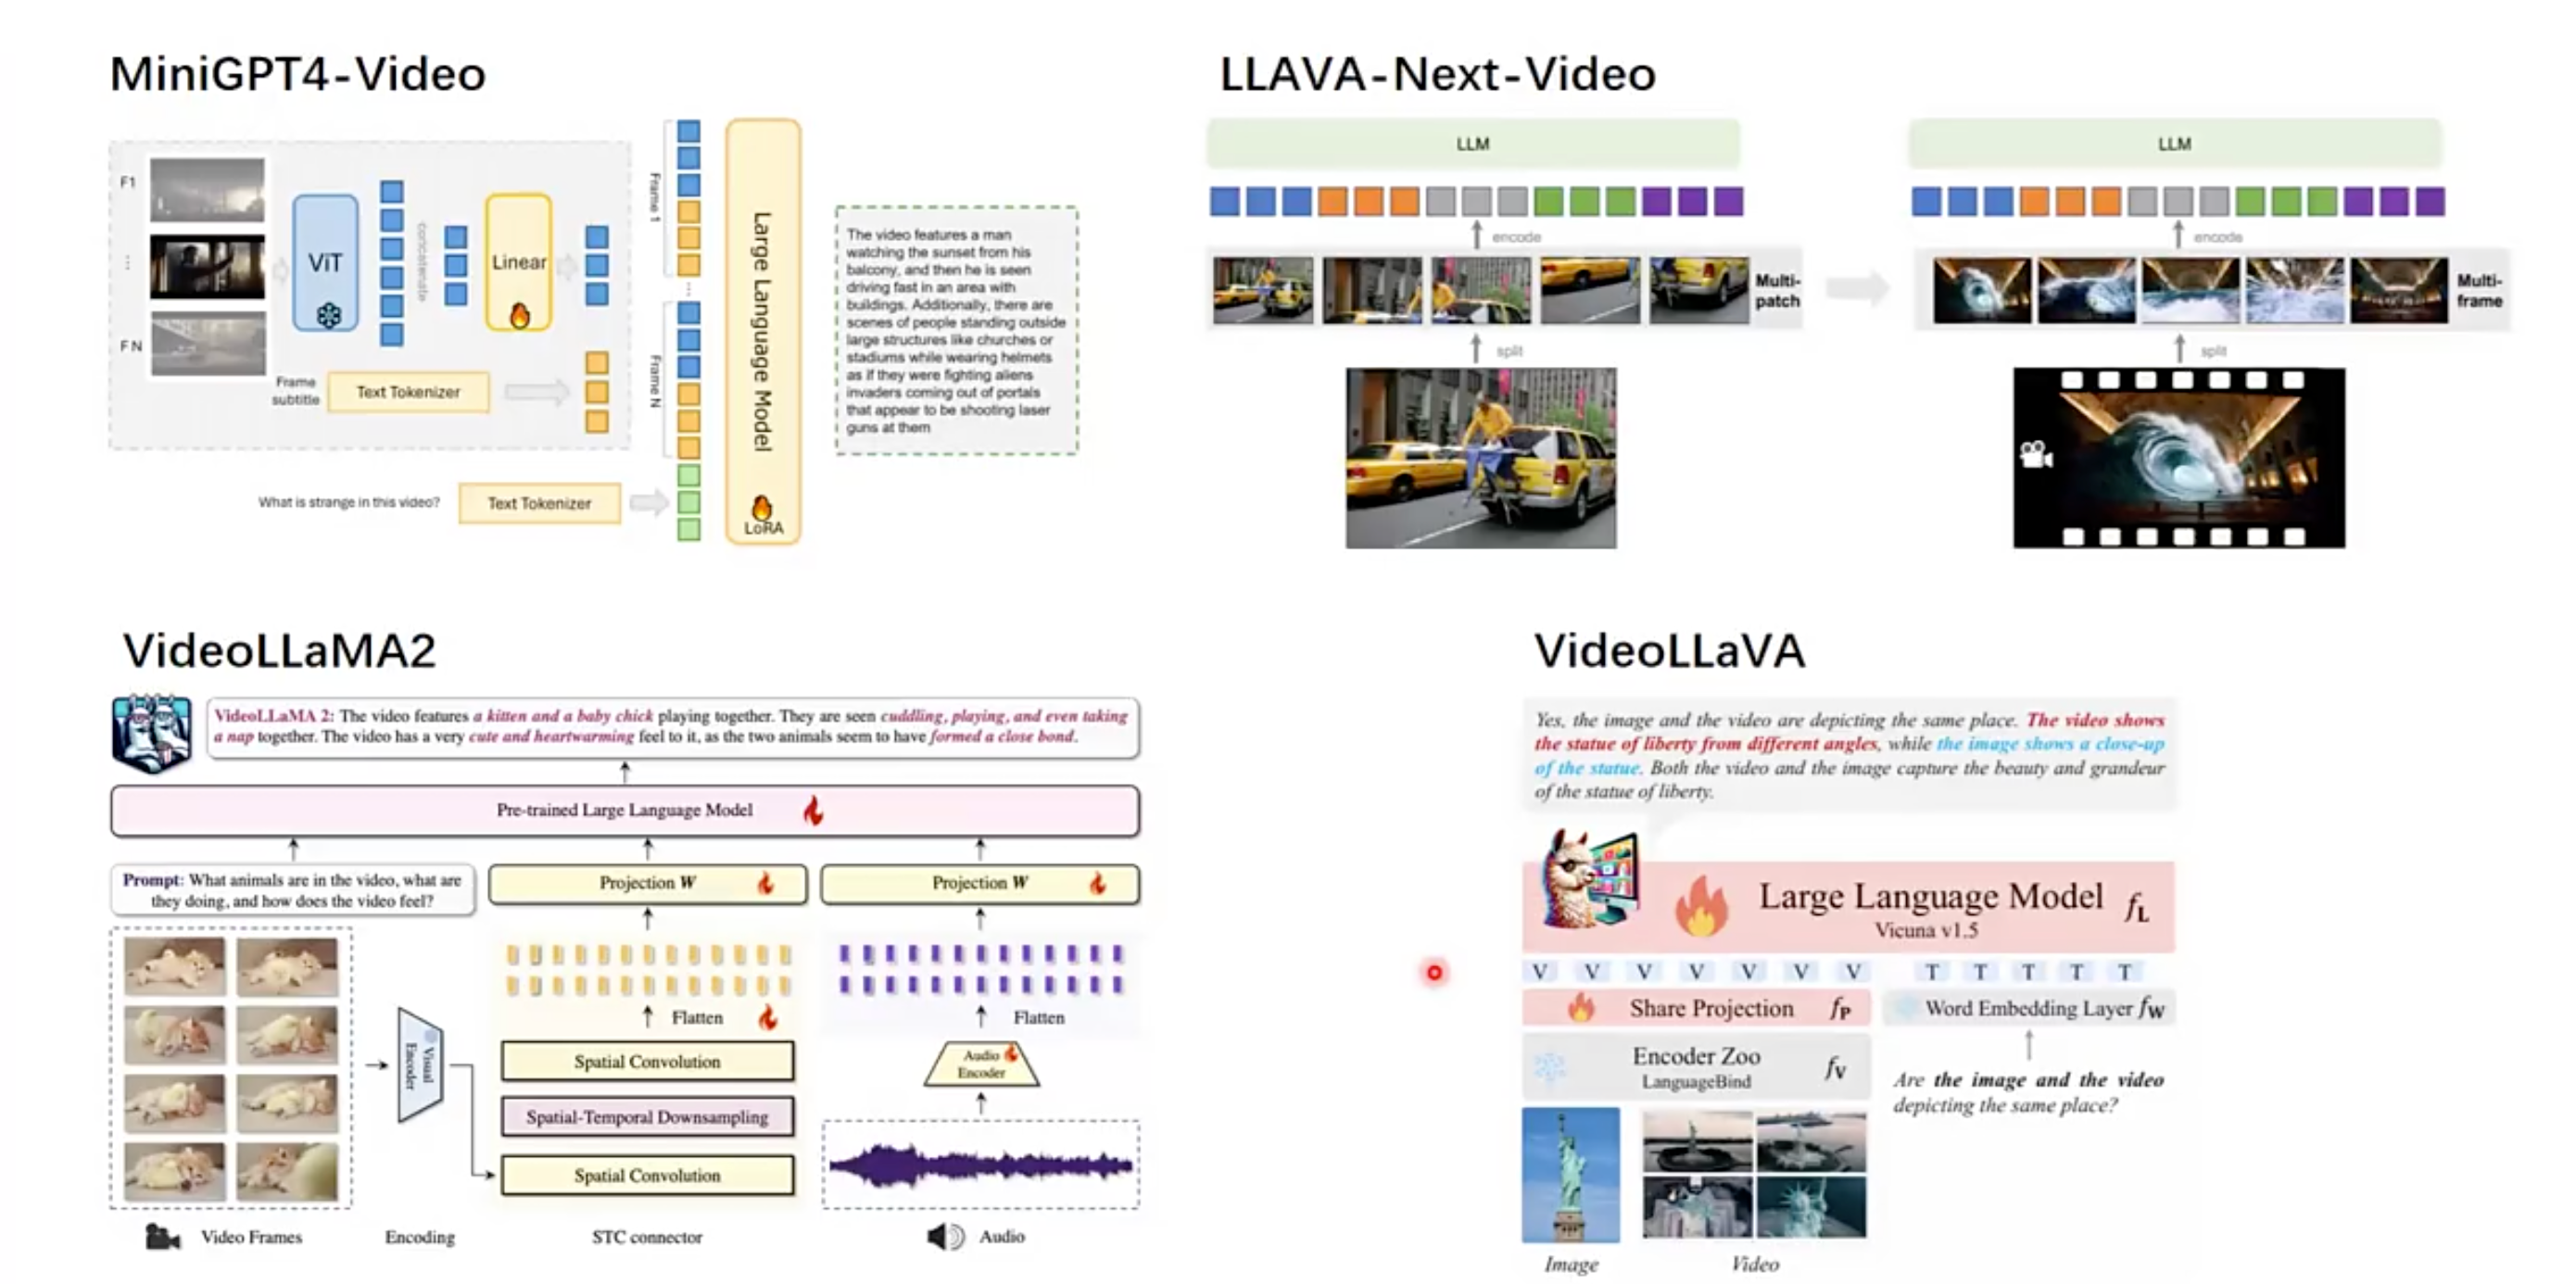 MiniGPT4-Video
F1
⋮
F N
ViT
concatenate
Linear
Frame
subtitle
Text Tokenizer
What is strange in this video?
Text Tokenizer
Frame 1
...
Frame N
Large Language Model
LoRA
The video features a man
watching the sunset from his
balcony, and then he is seen
driving fast in an area with
buildings. Additionally, there are
scenes of people standing outside
large structures like churches or
stadiums while wearing helmets
as if they were fighting aliens
invaders coming out of portals
that appear to be shooting laser
guns at them
LLAVA-Next-Video
LLM
encode
Multi-
patch
split
LLM
encode
Multi-
frame
split
VideoLLaMA2
VideoLLaMA 2: The video features a kitten and a baby chick playing together. They are seen cuddling, playing, and even taking
a nap together. The video has a very cute and heartwarming feel to it, as the two animals seem to have formed a close bond.
Pre-trained Large Language Model
Prompt: What animals are in the video, what are
they doing, and how does the video feel?
Projection W
Projection W
Flatten
Flatten
Visual
Encoder
Spatial Convolution
Spatial-Temporal Downsampling
Spatial Convolution
Audio
Encoder
Video Frames
Encoding
STC connector
Audio
VideoLLaVA
Yes, the image and the video are depicting the same place. The video shows
the statue of liberty from different angles, while the image shows a close-up
of the statue. Both the video and the image capture the beauty and grandeur
of the statue of liberty.
Large Language Model fL
Vicuna v1.5
V V V V V V V T T T T T
Share Projection fP
Word Embedding Layer fW
Encoder Zoo fV
LanguageBind
Are the image and the video
depicting the same place?
Image
Video